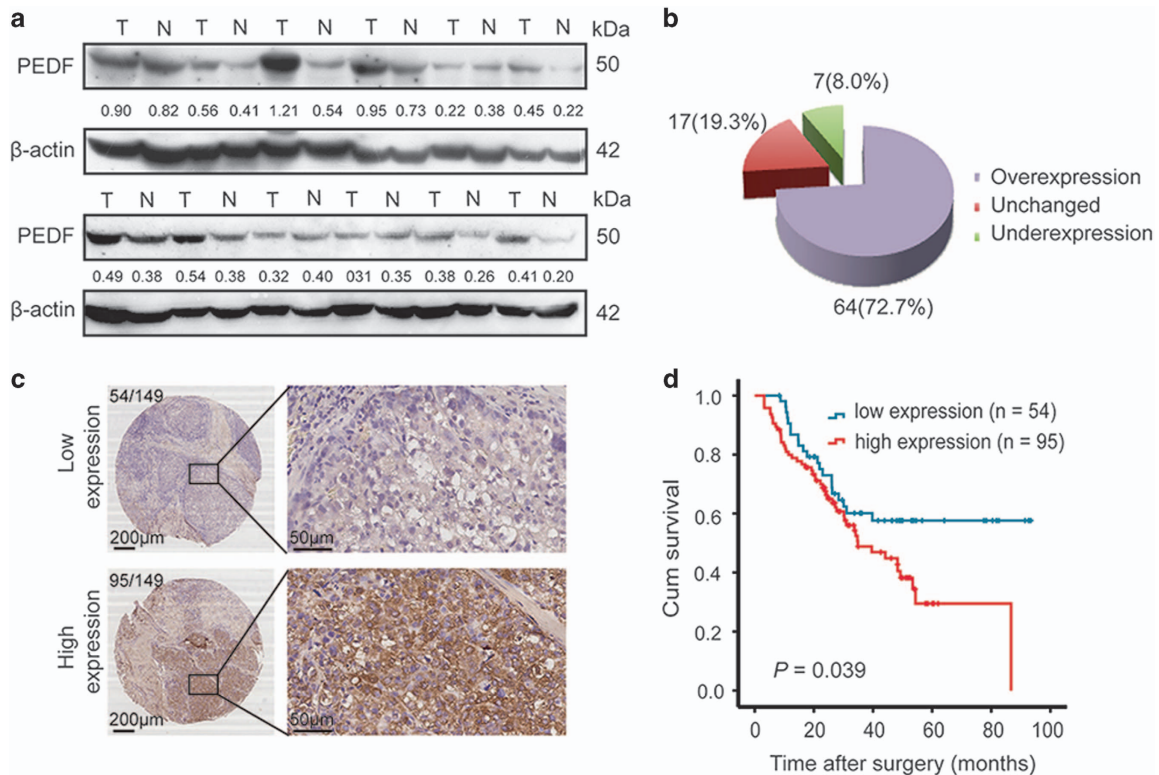 a
T N T N T N T N T N T N kDa
PEDF 50
0.90 0.82 0.56 0.41 1.21 0.54 0.95 0.73 0.22 0.38 0.45 0.22
β-actin 42
T N T N T N T N T N T N kDa
PEDF 50
0.49 0.38 0.54 0.38 0.32 0.40 031 0.35 0.38 0.26 0.41 0.20
β-actin 42
b
7(8.0%)
17(19.3%)
64(72.7%)
Overexpression
Unchanged
Underexpression
c
Low
expression
54/149
200μm
50μm
High
expression
95/149
200μm
50μm
d
Cum survival
1.0
0.8
0.6
0.4
0.2
0.0
low expression (n = 54)
high expression (n = 95)
P = 0.039
0 20 40 60 80 100
Time after surgery (months)